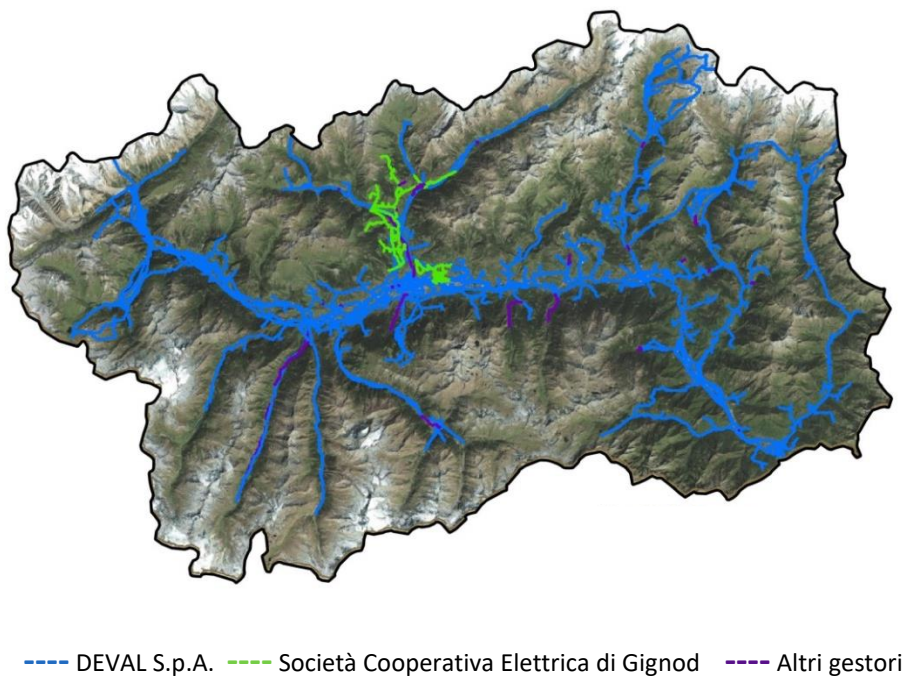 ---- DEVAL S.p.A. ---- Società Cooperativa Elettrica di Gignod ---- Altri gestori